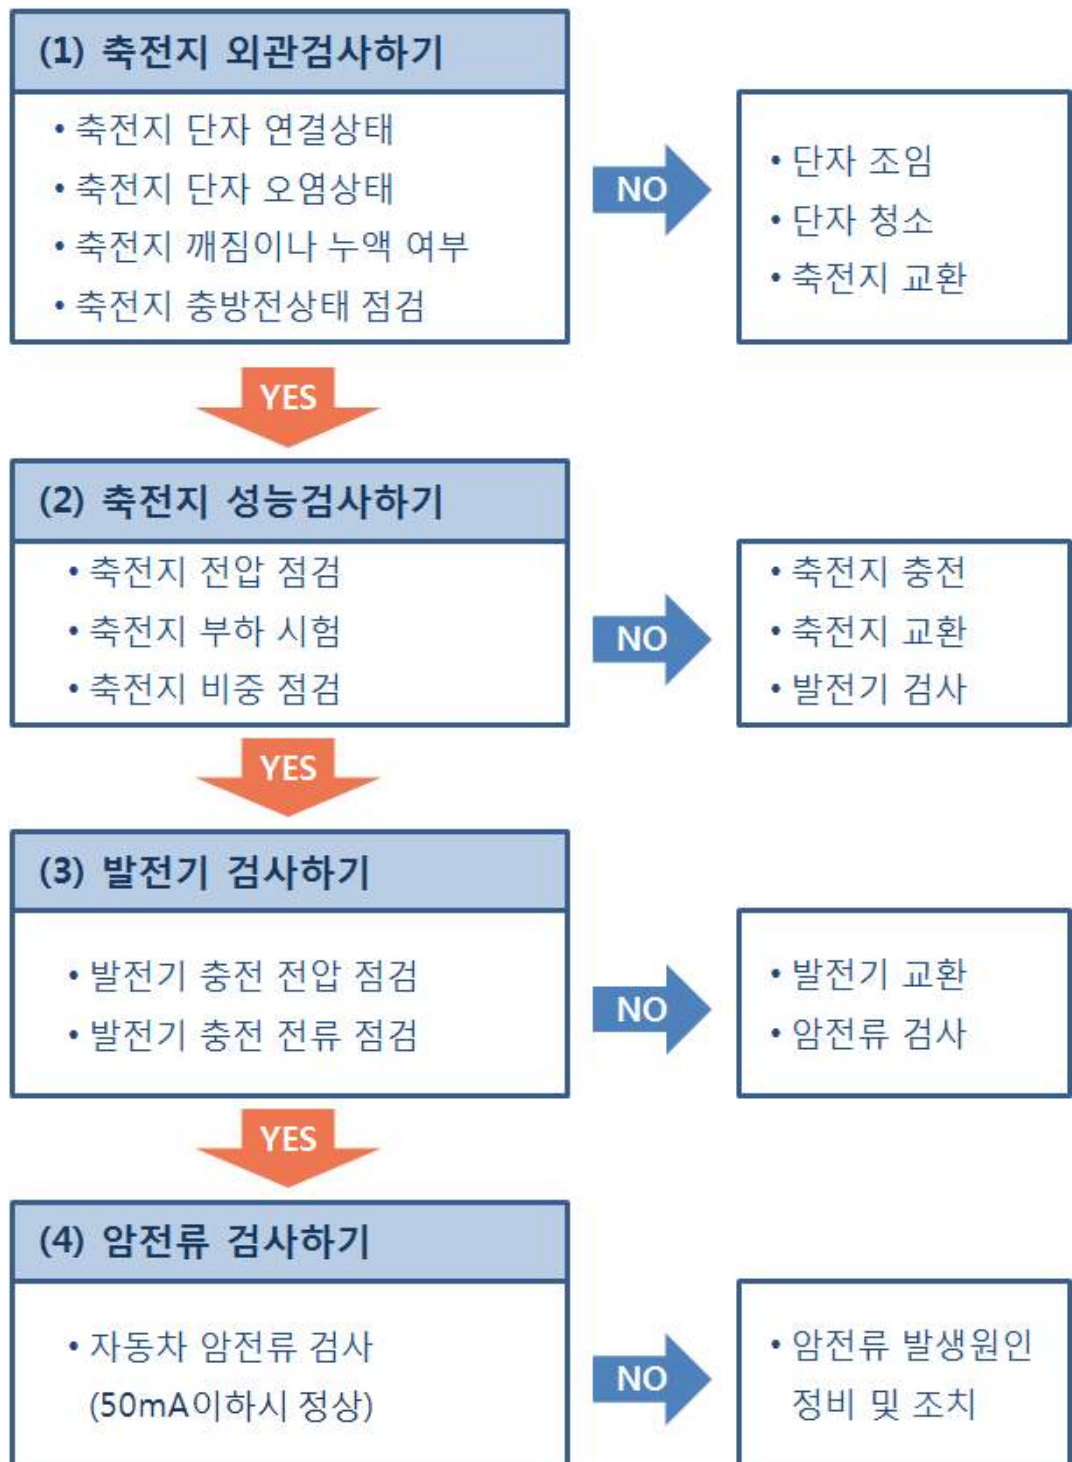 (1) 축전지 외관검사하기
• 축전지 단자 연결상태
• 축전지 단자 오염상태
• 축전지 깨짐이나 누액 여부
• 축전지 충방전상태 점검
NO
• 단자 조임
• 단자 청소
• 축전지 교환
YES
(2) 축전지 성능검사하기
• 축전지 전압 점검
• 축전지 부하 시험
• 축전지 비중 점검
NO
• 축전지 충전
• 축전지 교환
• 발전기 검사
YES
(3) 발전기 검사하기
• 발전기 충전 전압 점검
• 발전기 충전 전류 점검
NO
• 발전기 교환
• 암전류 검사
YES
(4) 암전류 검사하기
• 자동차 암전류 검사
(50mA이하시 정상)
NO
• 암전류 발생원인
정비 및 조치